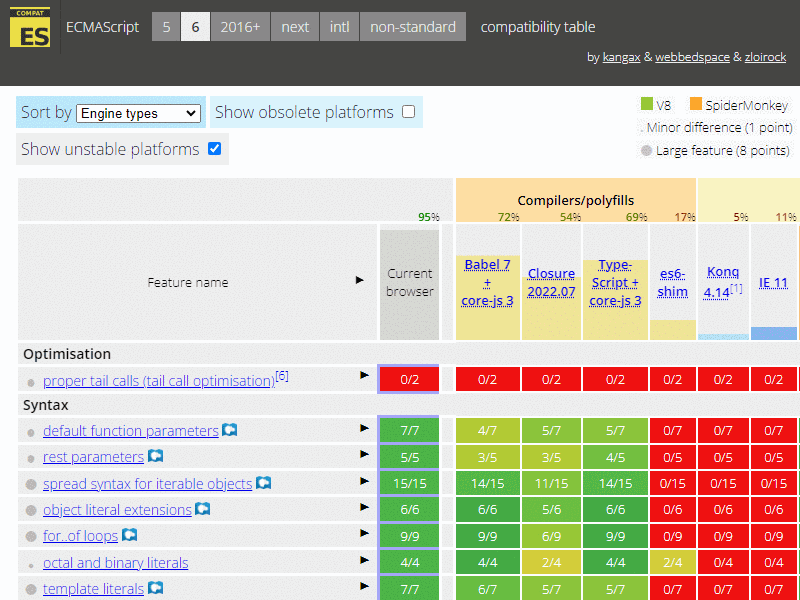 COMPAT
ES
ECMAScript 5 6 2016+ next intl non-standard compatibility table
by kangax & webbedspace & zloirock
Sort by Engine types Show obsolete platforms
Show unstable platforms
V8 SpiderMonkey
. Minor difference (1 point)
Large feature (8 points)
Compilers/polyfills
95% 72% 54% 69% 17% 5% 11%
Feature name ► Current browser Babel 7 + core-js 3 Closure 2022.07 Type-Script + core-js 3 es6-shim Konq 4.14[1] IE 11
Optimisation
proper tail calls (tail call optimisation)[6] ► 0/2 0/2 0/2 0/2 0/2 0/2 0/2
Syntax
default function parameters ► 7/7 4/7 5/7 5/7 0/7 0/7 0/7
rest parameters ► 5/5 3/5 3/5 4/5 0/5 0/5 0/5
spread syntax for iterable objects ► 15/15 14/15 11/15 14/15 0/15 0/15 0/15
object literal extensions ► 6/6 6/6 5/6 6/6 0/6 0/6 0/6
for..of loops ► 9/9 9/9 6/9 9/9 0/9 0/9 0/9
octal and binary literals ► 4/4 4/4 2/4 4/4 2/4 0/4 0/4
template literals ► 7/7 6/7 5/7 5/7 0/7 0/7 0/7